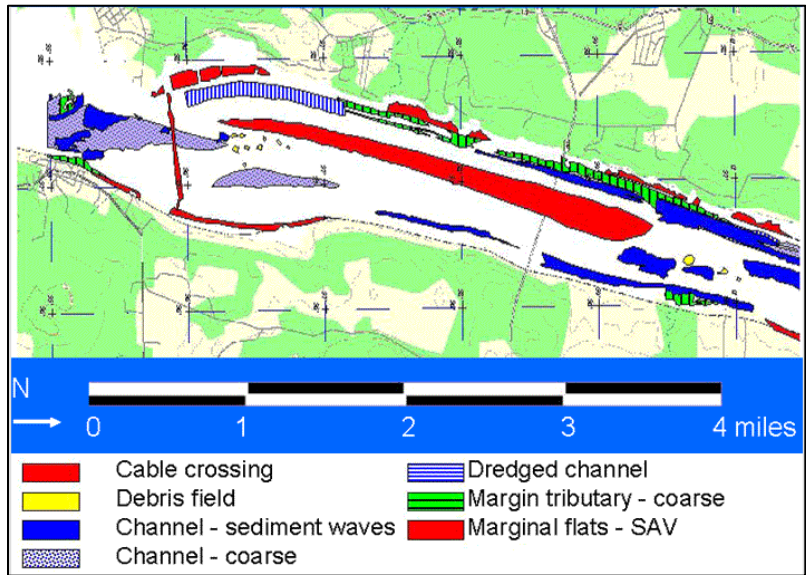 N
0 1 2 3 4 miles
Cable crossing
Debris field
Channel - sediment waves
Channel - coarse
Dredged channel
Margin tributary - coarse
Marginal flats - SAV